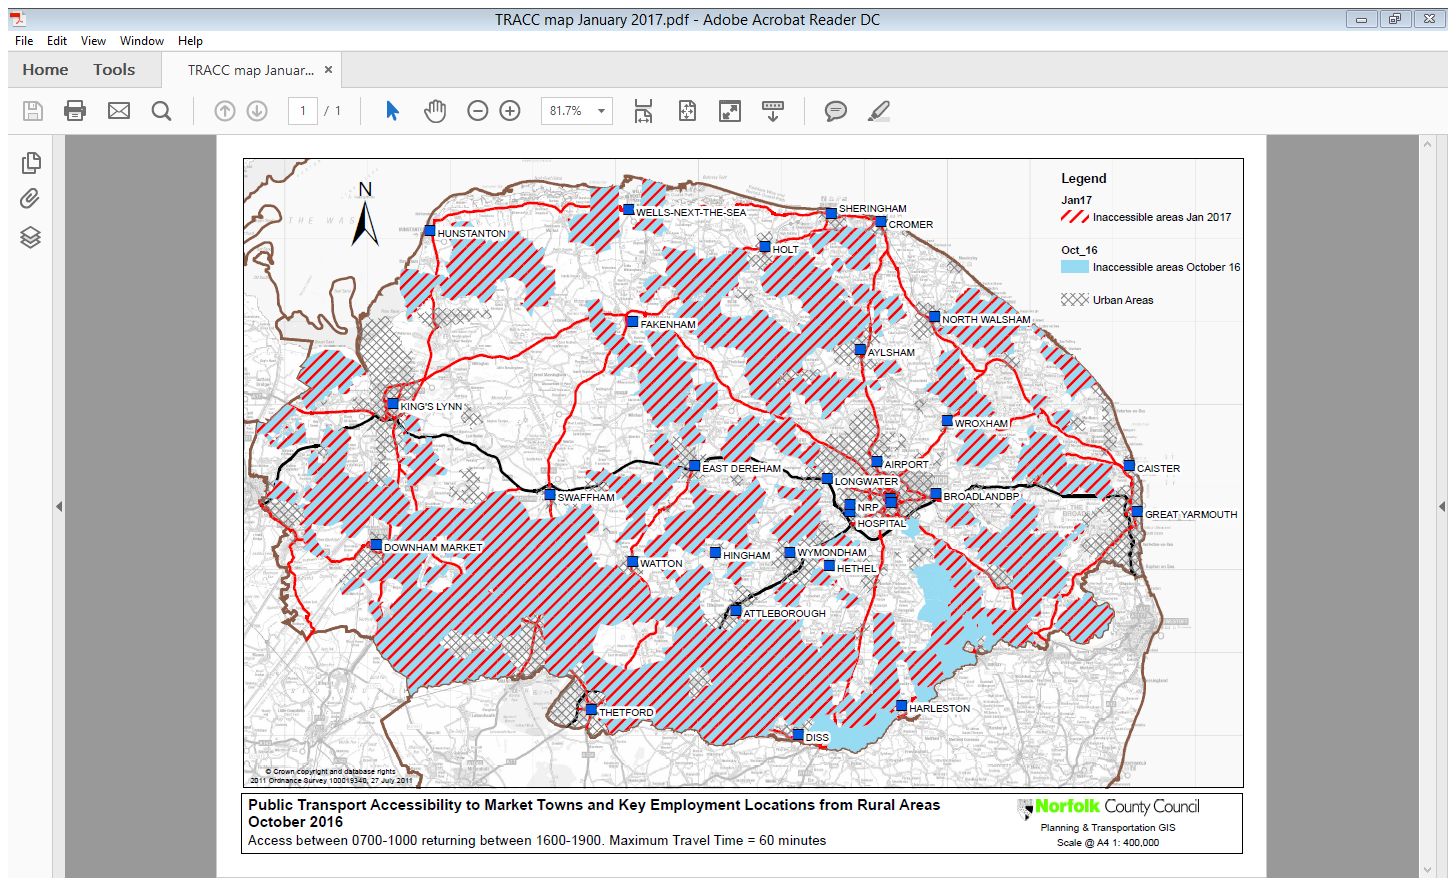 TRACC map January 2017.pdf - Adobe Acrobat Reader DC
File Edit View Window Help
Home Tools TRACC map Januar... ×
1 / 1 81.7%
N
THE WAS
Legend
Jan17
Inaccessible areas Jan 2017
Oct_16
Inaccessible areas October 16
Urban Areas
SHERINGHAM
WELLS-NEXT-THE-SEA
CROMER
HUNSTANTON
HOLT
NORTH WALSHAM
FAKENHAM
AYLSHAM
KING'S LYNN
WROXHAM
AIRPORT
EAST DEREHAM
CAISTER
LONGWATER
SWAFFHAM
BROADLANDBP
NRP
GREAT YARMOUTH
HOSPITAL
DOWNHAM MARKET
HINGHAM
WYMONDHAM
WATTON
HETHEL
ATTLEBOROUGH
THETFORD
HARLESTON
DISS
© Crown copyright and database rights
2011 Ordnance Survey 100019340, 27 July 2011
Public Transport Accessibility to Market Towns and Key Employment Locations from Rural Areas
October 2016
Access between 0700-1000 returning between 1600-1900. Maximum Travel Time = 60 minutes
Norfolk County Council
Planning & Transportation GIS
Scale @ A4 1: 400,000